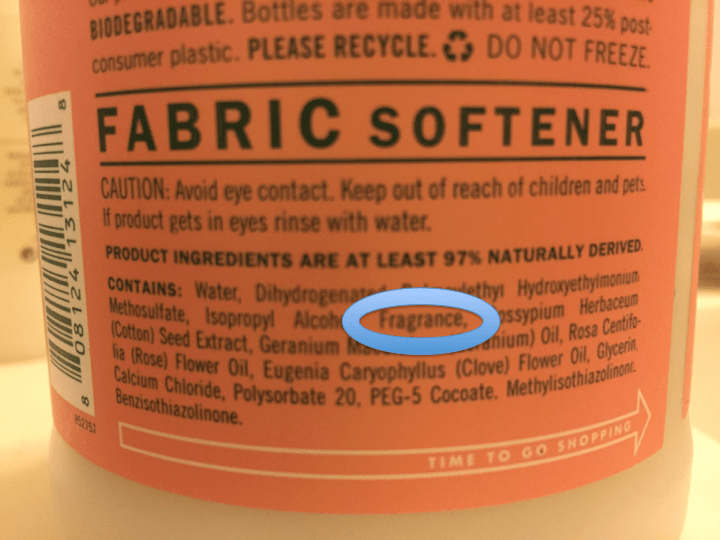 BIODEGRADABLE. Bottles are made with at least 25% post-
consumer plastic. PLEASE RECYCLE. DO NOT FREEZE.
FABRIC SOFTENER
CAUTION: Avoid eye contact. Keep out of reach of children and pets.
If product gets in eyes rinse with water.
PRODUCT INGREDIENTS ARE AT LEAST 97% NATURALLY DERIVED.
CONTAINS: Water, Hydroxyethylmonium
Methosulfate, Isopropyl Fragrance, Herbaceum
(Cotton) Seed Extract, Geranium Oil, Rosa Centifo-
lia (Rose) Flower Oil, Eugenia Caryophyllus (Clove) Flower Oil, Glycerin,
Calcium Chloride, Polysorbate 20, PEG-5 Cocoate. Methylisothiazolinone.
Benzisothiazolinone.
TIME TO GO SHOPPING
8 08124 13124 8